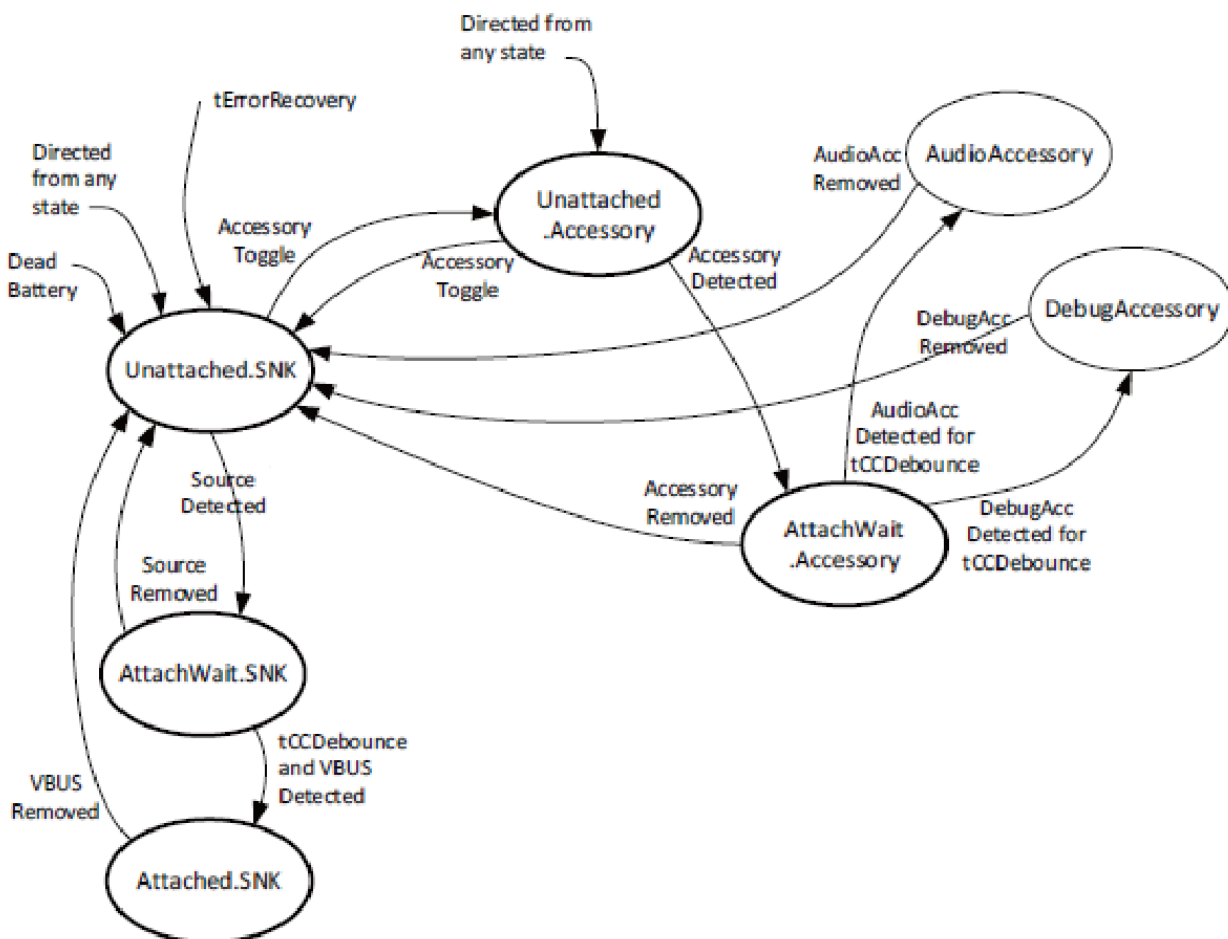 Directed from
any state
tErrorRecovery
Directed
from any
state
Dead
Battery
Accessory
Toggle
Unattached
.Accessory
Accessory
Toggle
Accessory
Detected
AudioAcc
Removed
AudioAccessory
DebugAccessory
DebugAcc
Removed
Unattached.SNK
AudioAcc
Detected for
tCCDebounce
Source
Detected
Accessory
Removed
AttachWait
.Accessory
DebugAcc
Detected for
tCCDebounce
Source
Removed
AttachWait.SNK
tCCDebounce
and VBUS
Detected
VBUS
Removed
Attached.SNK